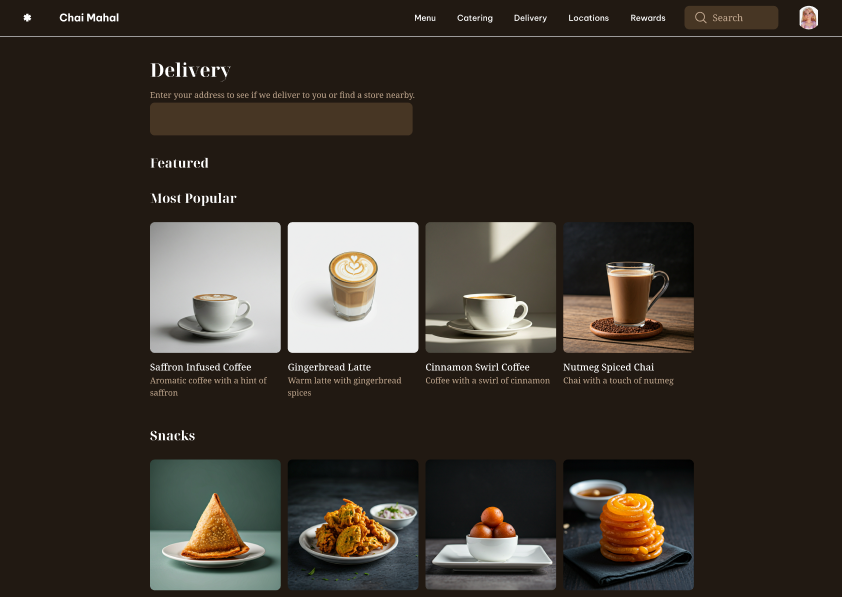 Chai Mahal
Menu
Catering
Delivery
Locations
Rewards
Search
Delivery
Enter your address to see if we deliver to you or find a store nearby.
Featured
Most Popular
Saffron Infused Coffee
Aromatic coffee with a hint of
saffron
Gingerbread Latte
Warm latte with gingerbread
spices
Cinnamon Swirl Coffee
Coffee with a swirl of cinnamon
Nutmeg Spiced Chai
Chai with a touch of nutmeg
Snacks